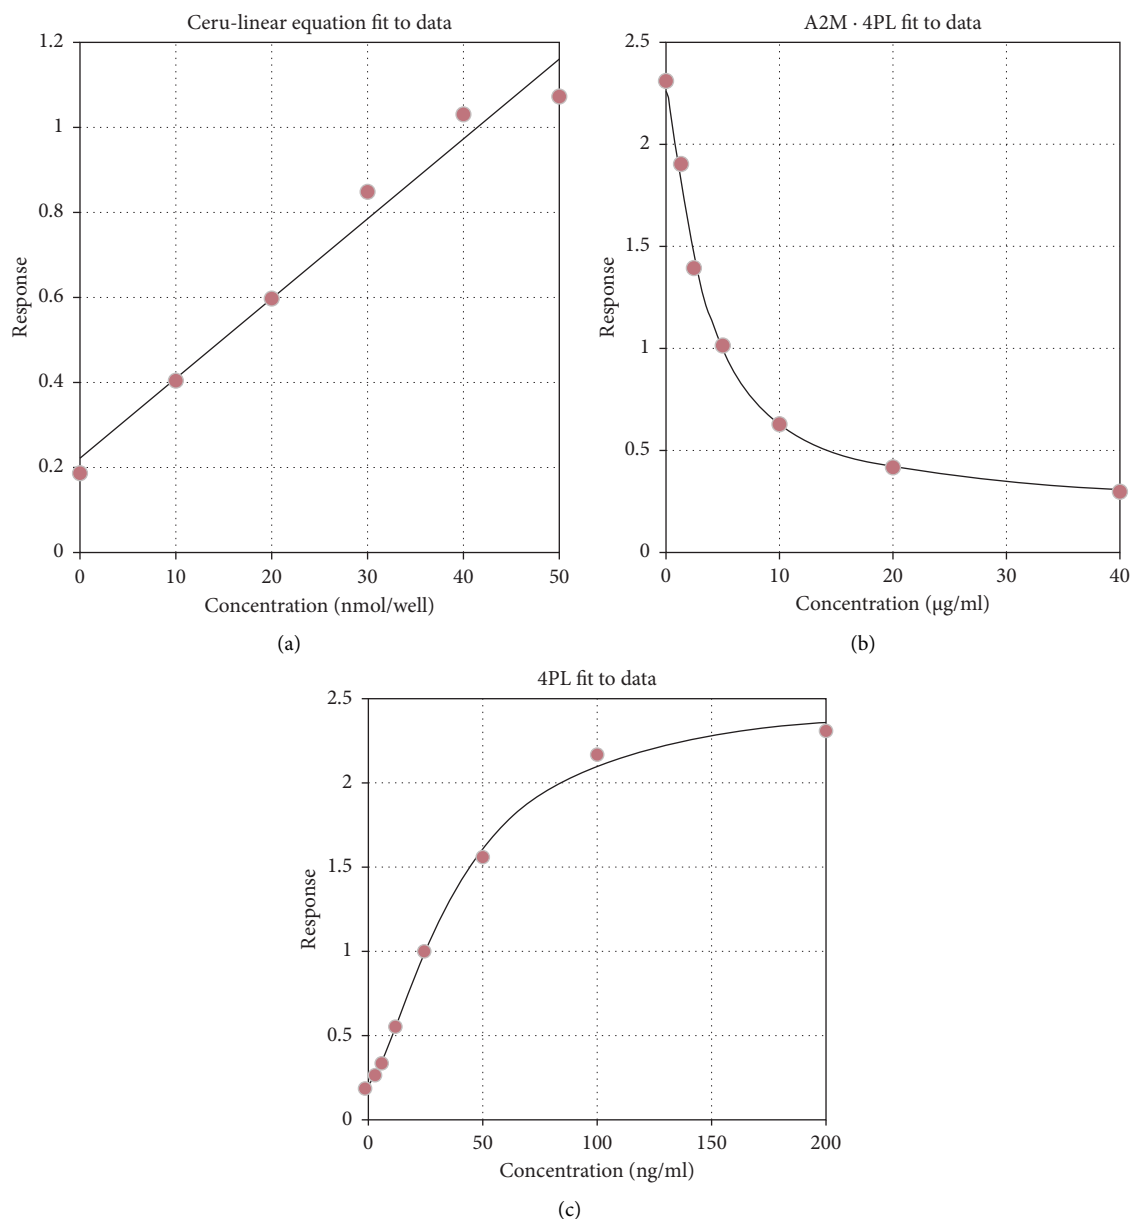 Ceru-linear equation fit to data
1.2
1
0.8
0.6
0.4
0.2
0
Response
0 10 20 30 40 50
Concentration (nmol/well)
(a)
A2M · 4PL fit to data
2.5
2
1.5
1
0.5
0
Response
0 10 20 30 40
Concentration (μg/ml)
(b)
4PL fit to data
2.5
2
1.5
1
0.5
0
Response
0 50 100 150 200
Concentration (ng/ml)
(c)